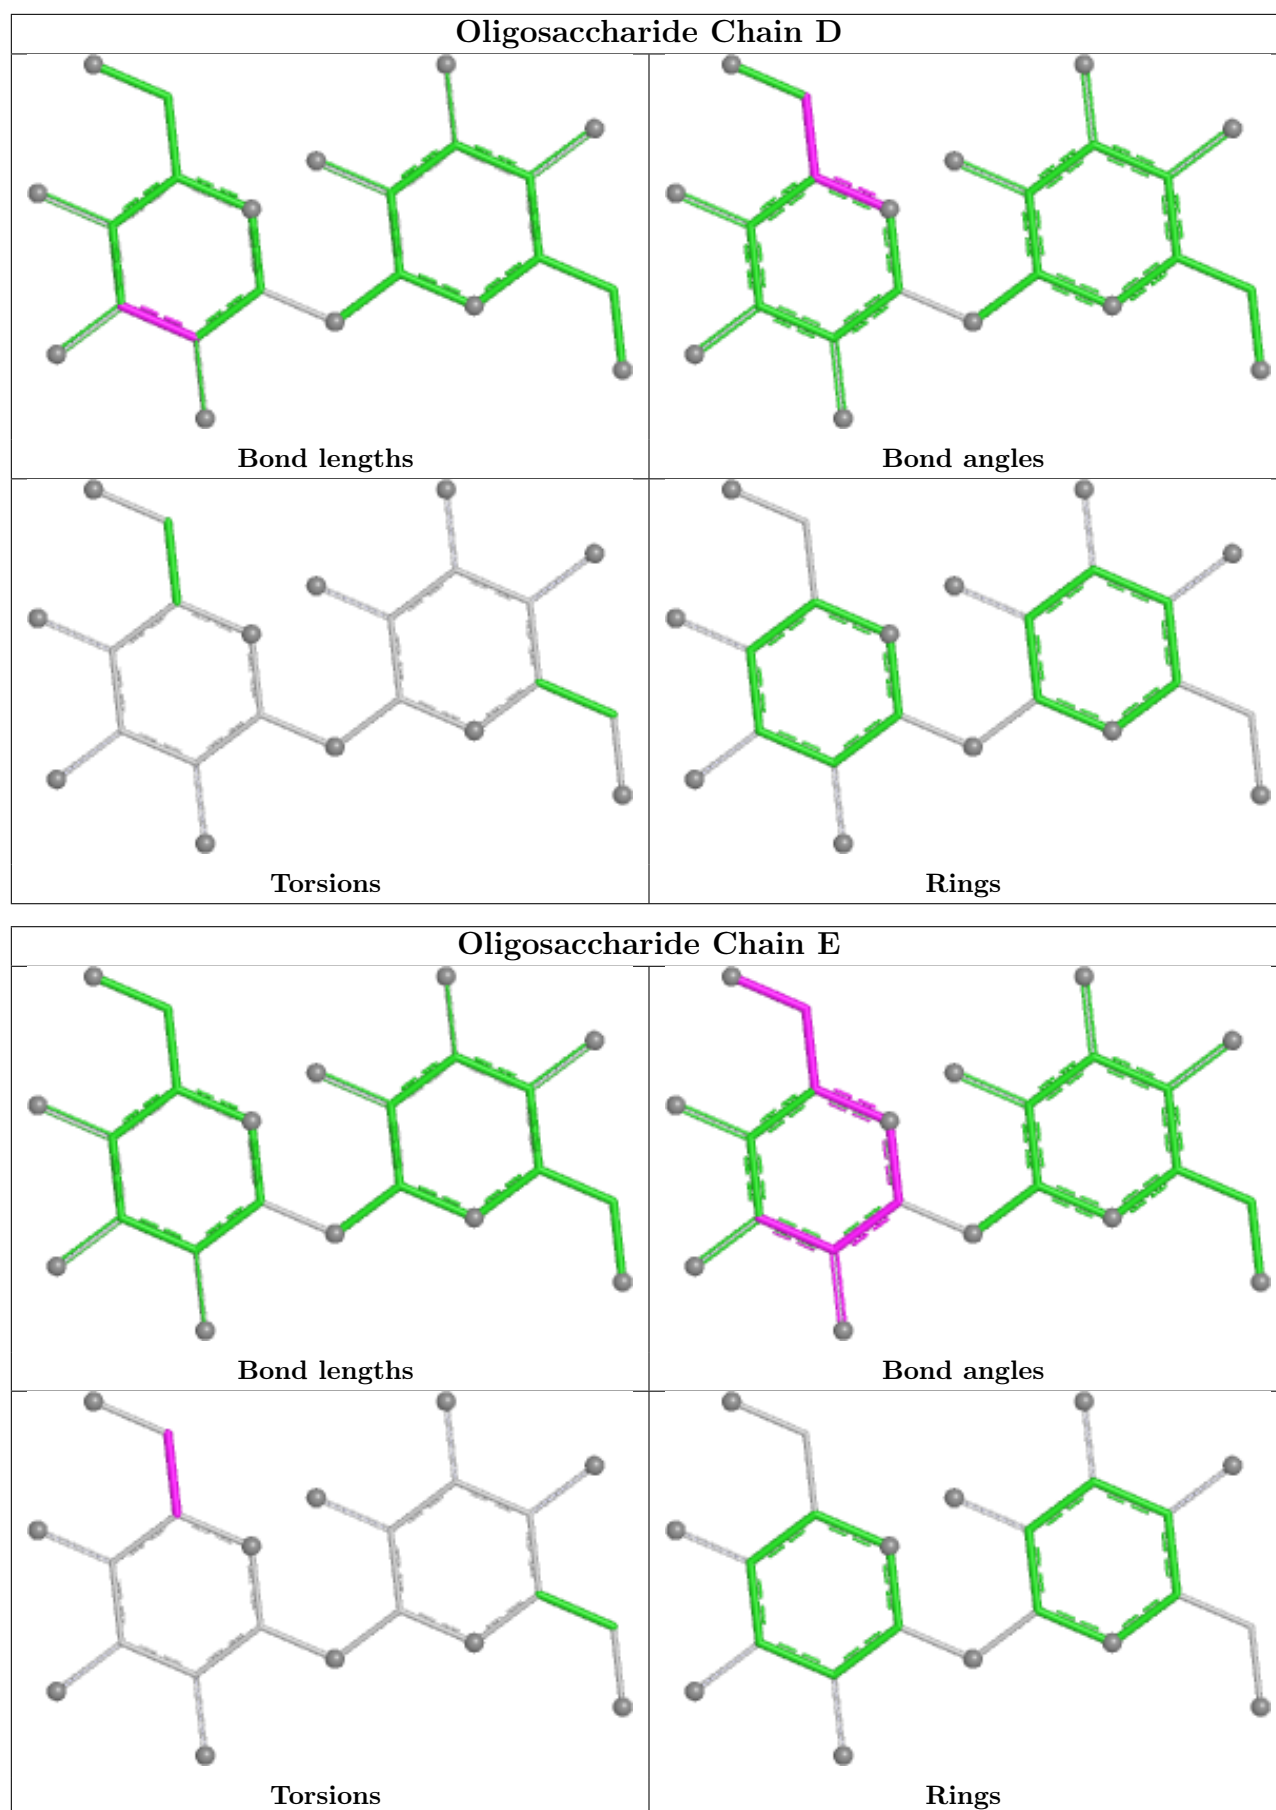 Oligosaccharide Chain D
Bond lengths
Bond angles
Torsions
Rings
Oligosaccharide Chain E
Bond lengths
Bond angles
Torsions
Rings